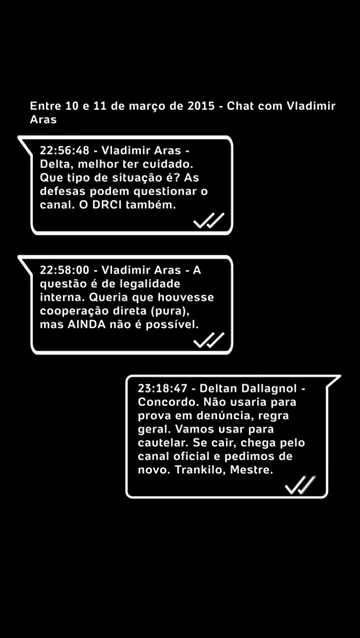 Entre 10 e 11 de março de 2015 - Chat com Vladimir
Aras
22:56:48 - Vladimir Aras -
Delta, melhor ter cuidado.
Que tipo de situação é? As
defesas podem questionar o
canal. O DRCI também.
22:58:00 - Vladimir Aras - A
questão é de legalidade
interna. Queria que houvesse
cooperação direta (pura),
mas AINDA não é possível.
23:18:47 - Deltan Dallagnol -
Concordo. Não usaria para
prova em denúncia, regra
geral. Vamos usar para
cautelar. Se cair, chega pelo
canal oficial e pedimos de
novo. Trankilo, Mestre.